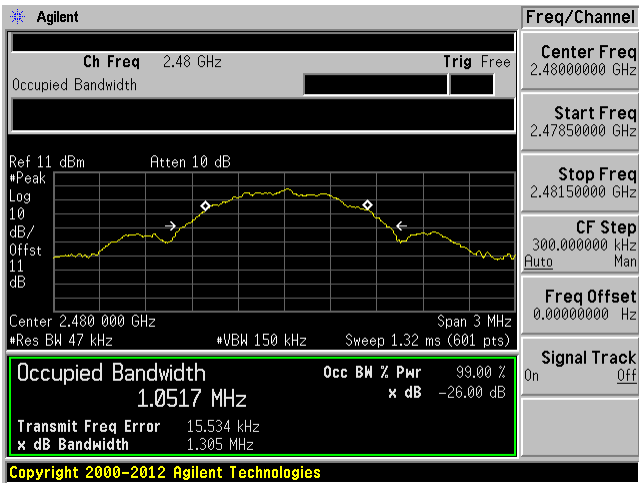 Agilent
Freq/Channel
Ch Freq 2.48 GHz Trig Free
Occupied Bandwidth
Center Freq
2.48000000 GHz
Start Freq
2.47850000 GHz
Stop Freq
2.48150000 GHz
CF Step
300.000000 kHz
Auto Man
Freq Offset
0.00000000 Hz
Signal Track
On Off
Ref 11 dBm Atten 10 dB
#Peak
Log
10
dB/
Offst
11
dB
Center 2.480 000 GHz Span 3 MHz
#Res BW 47 kHz #VBW 150 kHz Sweep 1.32 ms (601 pts)
Occupied Bandwidth Occ BW % Pwr 99.00 %
1.0517 MHz x dB -26.00 dB
Transmit Freq Error 15.534 kHz
x dB Bandwidth 1.305 MHz
Copyright 2000-2012 Agilent Technologies